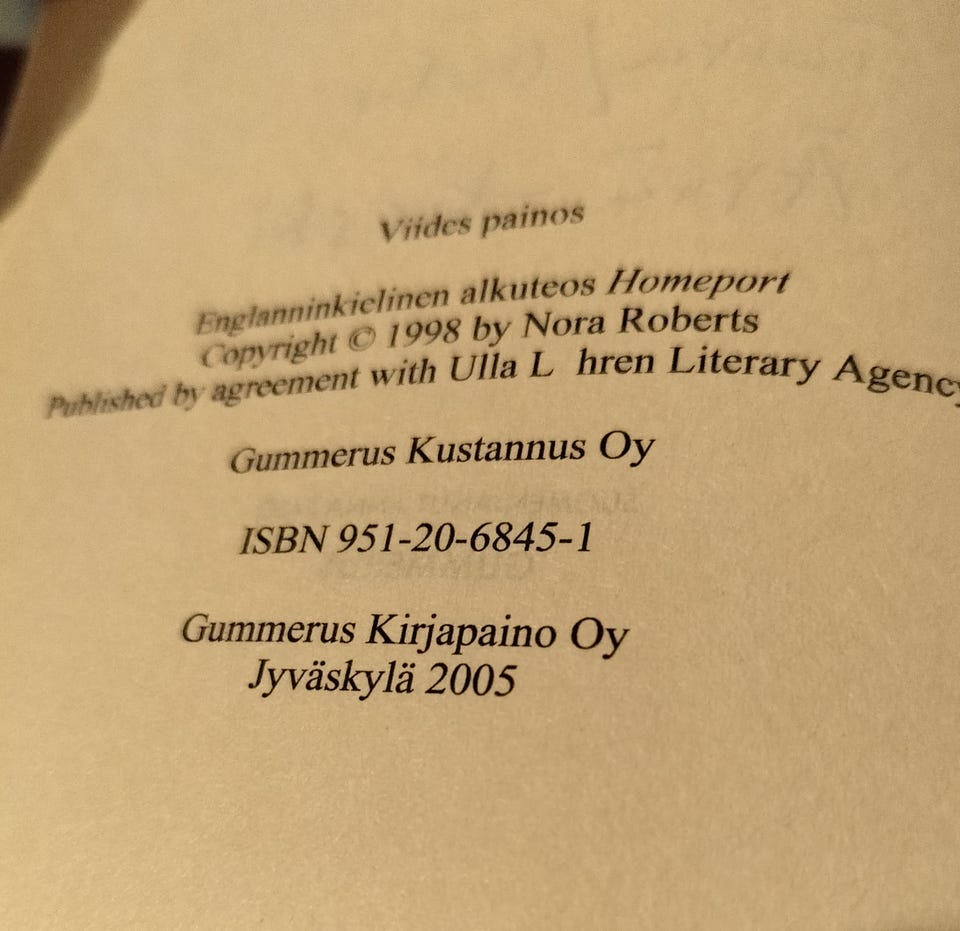 Viides painos
Englanninkielinen alkuteos Homeport
Copyright © 1998 by Nora Roberts
Published by agreement with Ulla L hren Literary Agency
Gummerus Kustannus Oy
ISBN 951-20-6845-1
Gummerus Kirjapaino Oy
Jyväskylä 2005